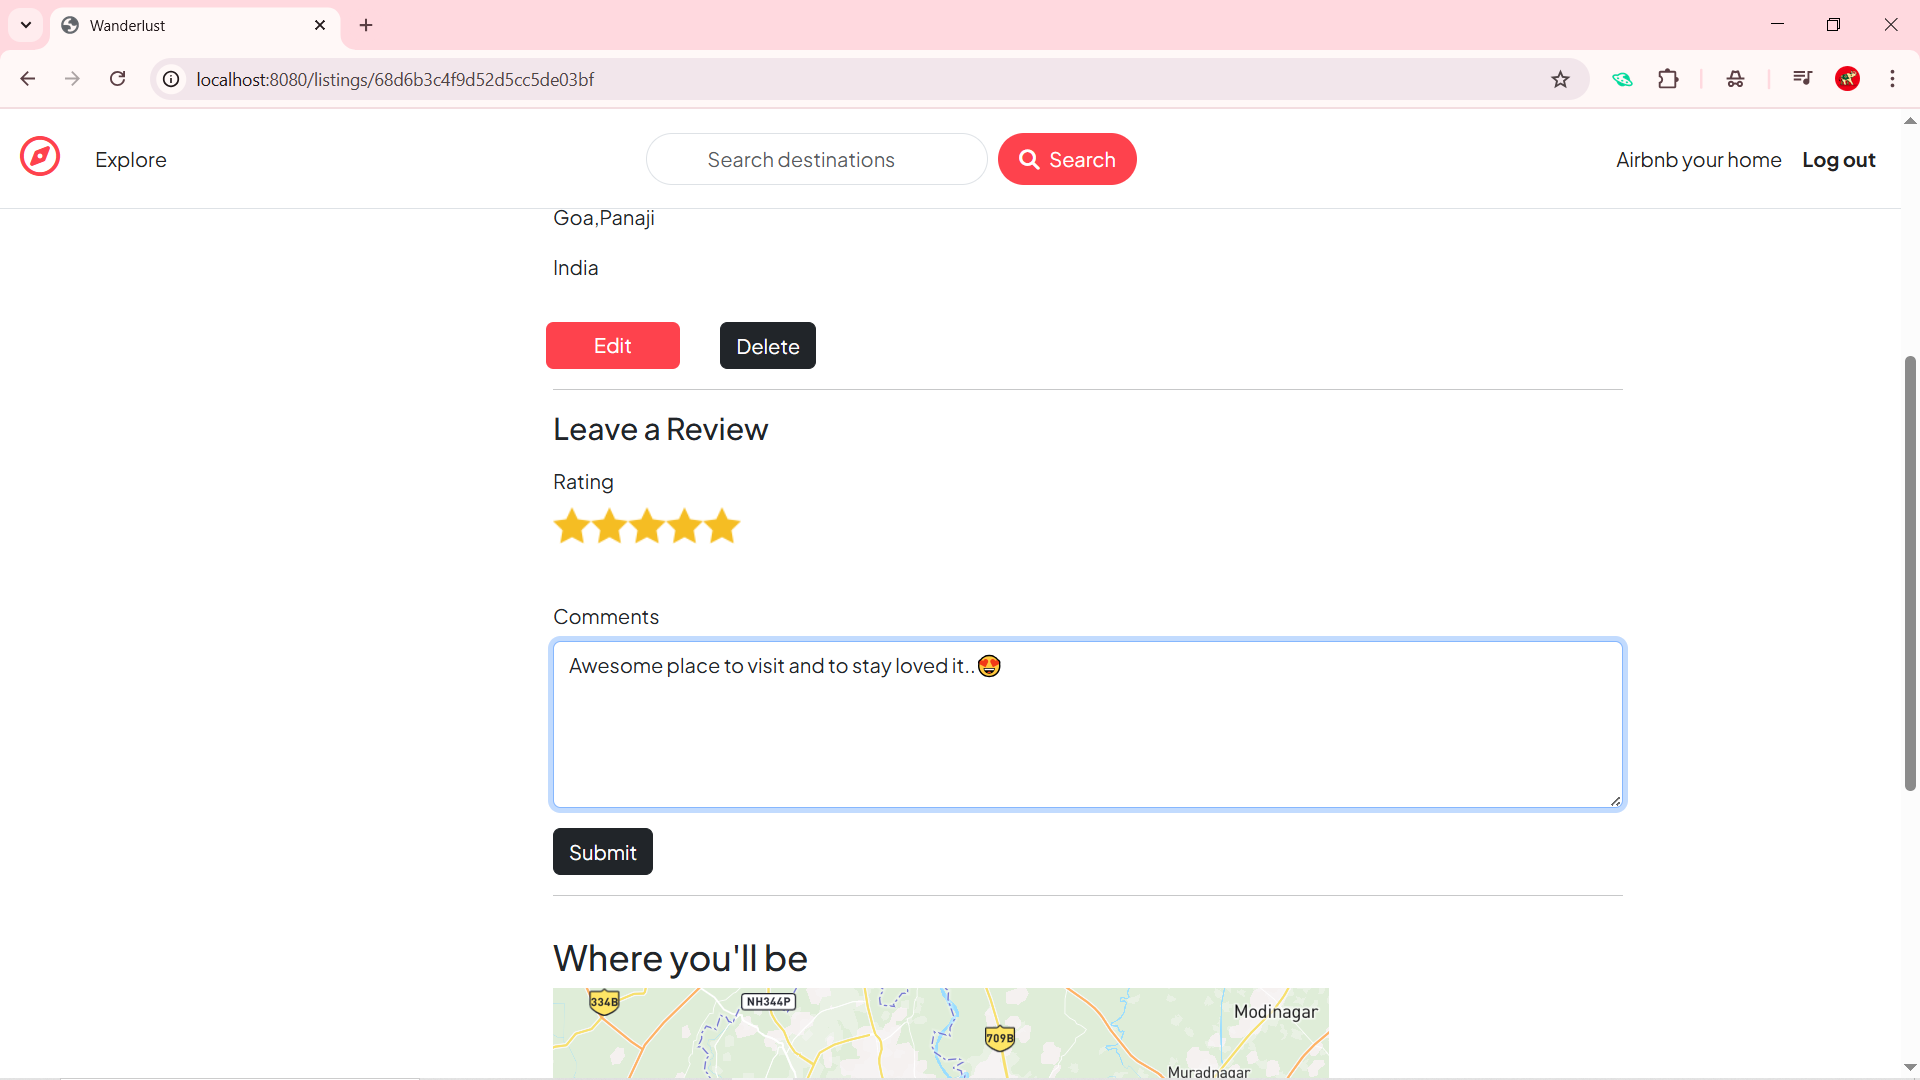 Wanderlust
localhost:8080/listings/68d6b3c4f9d52d5cc5de03bf
Explore
Search destinations
Search
Airbnb your home
Log out
Goa,Panaji
India
Edit
Delete
Leave a Review
Rating
Comments
Awesome place to visit and to stay loved it..😍
Submit
Where you'll be
334B
NH344P
709B
Modinagar
Muradnagar